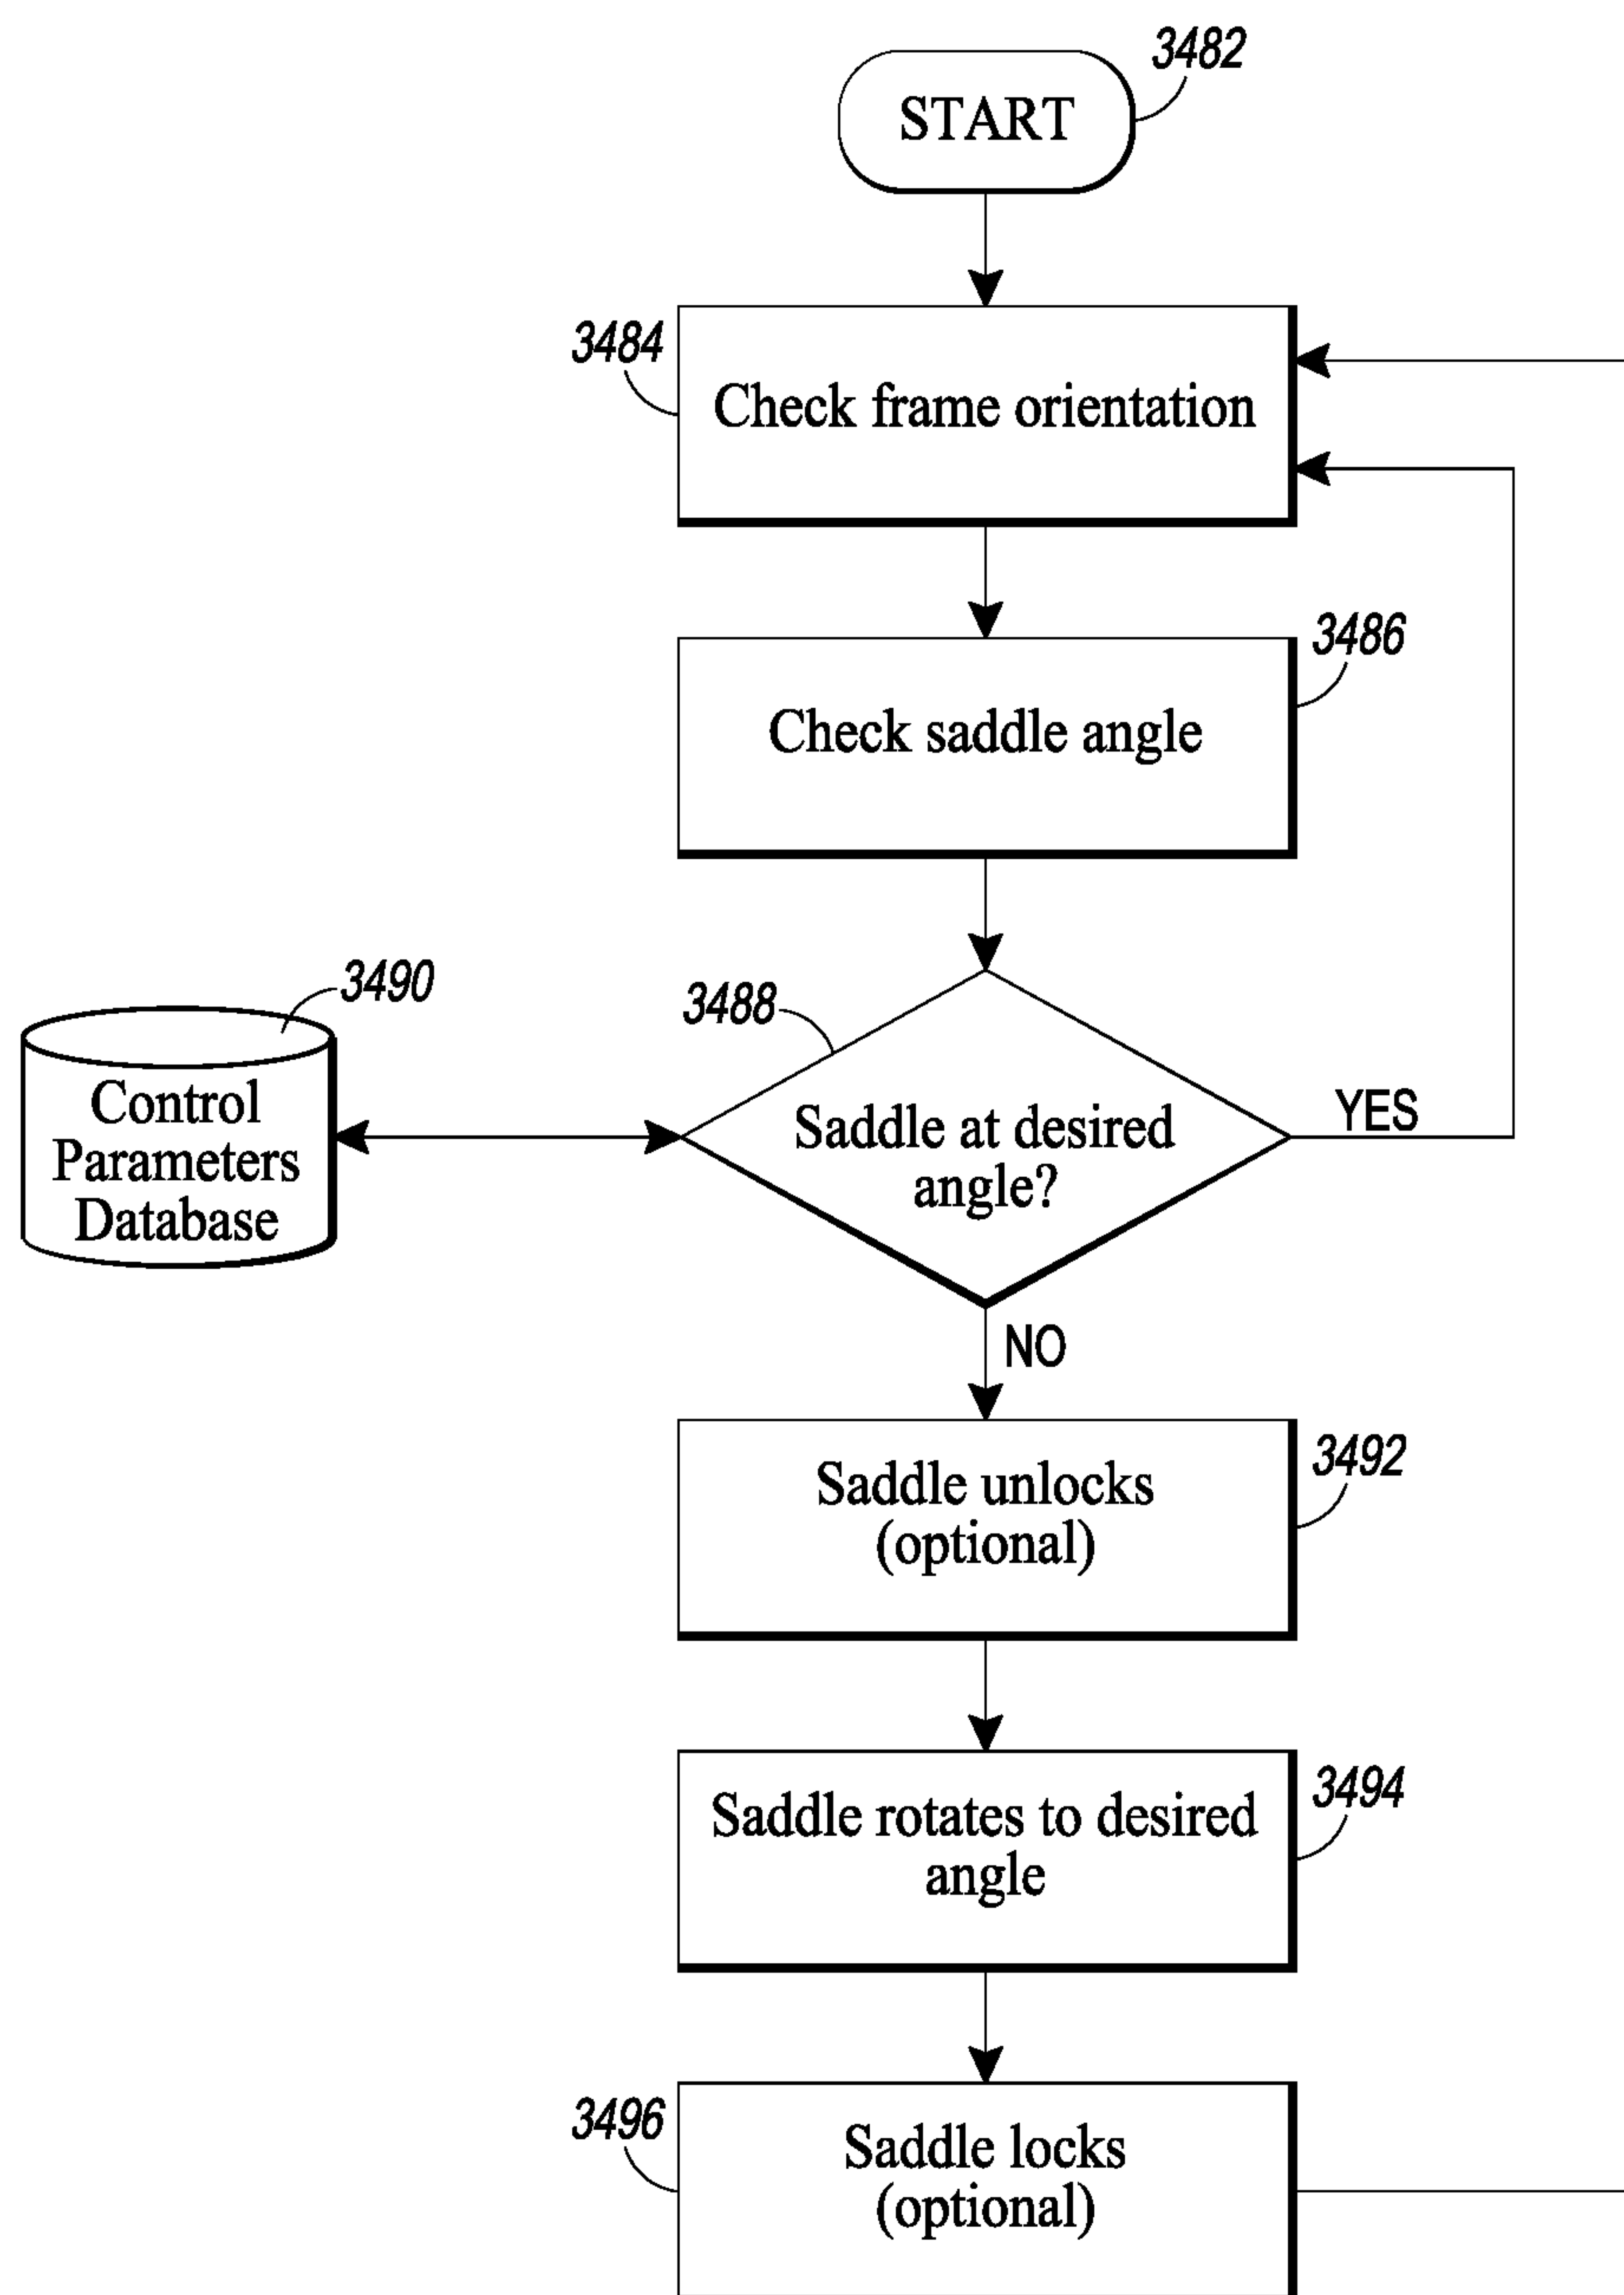 3482
START
3484
Check frame orientation
3486
Check saddle angle
3490
Control
Parameters
Database
3488
Saddle at desired
angle?
YES
NO
3492
Saddle unlocks
(optional)
3494
Saddle rotates to desired
angle
3496
Saddle locks
(optional)